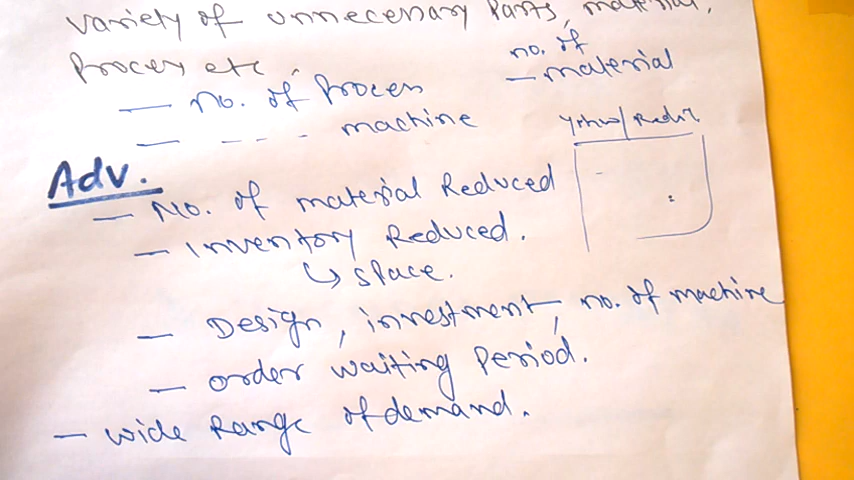 variety of unnecessary parts, material,
Process etc.
no. of
— material
— no. of Process
— - - - machine
Adv.
— No. of material Reduced
— Inventory Reduced.
↳ space.
— Design, investment, no. of machine
— order waiting Period.
— wide Range of demand.